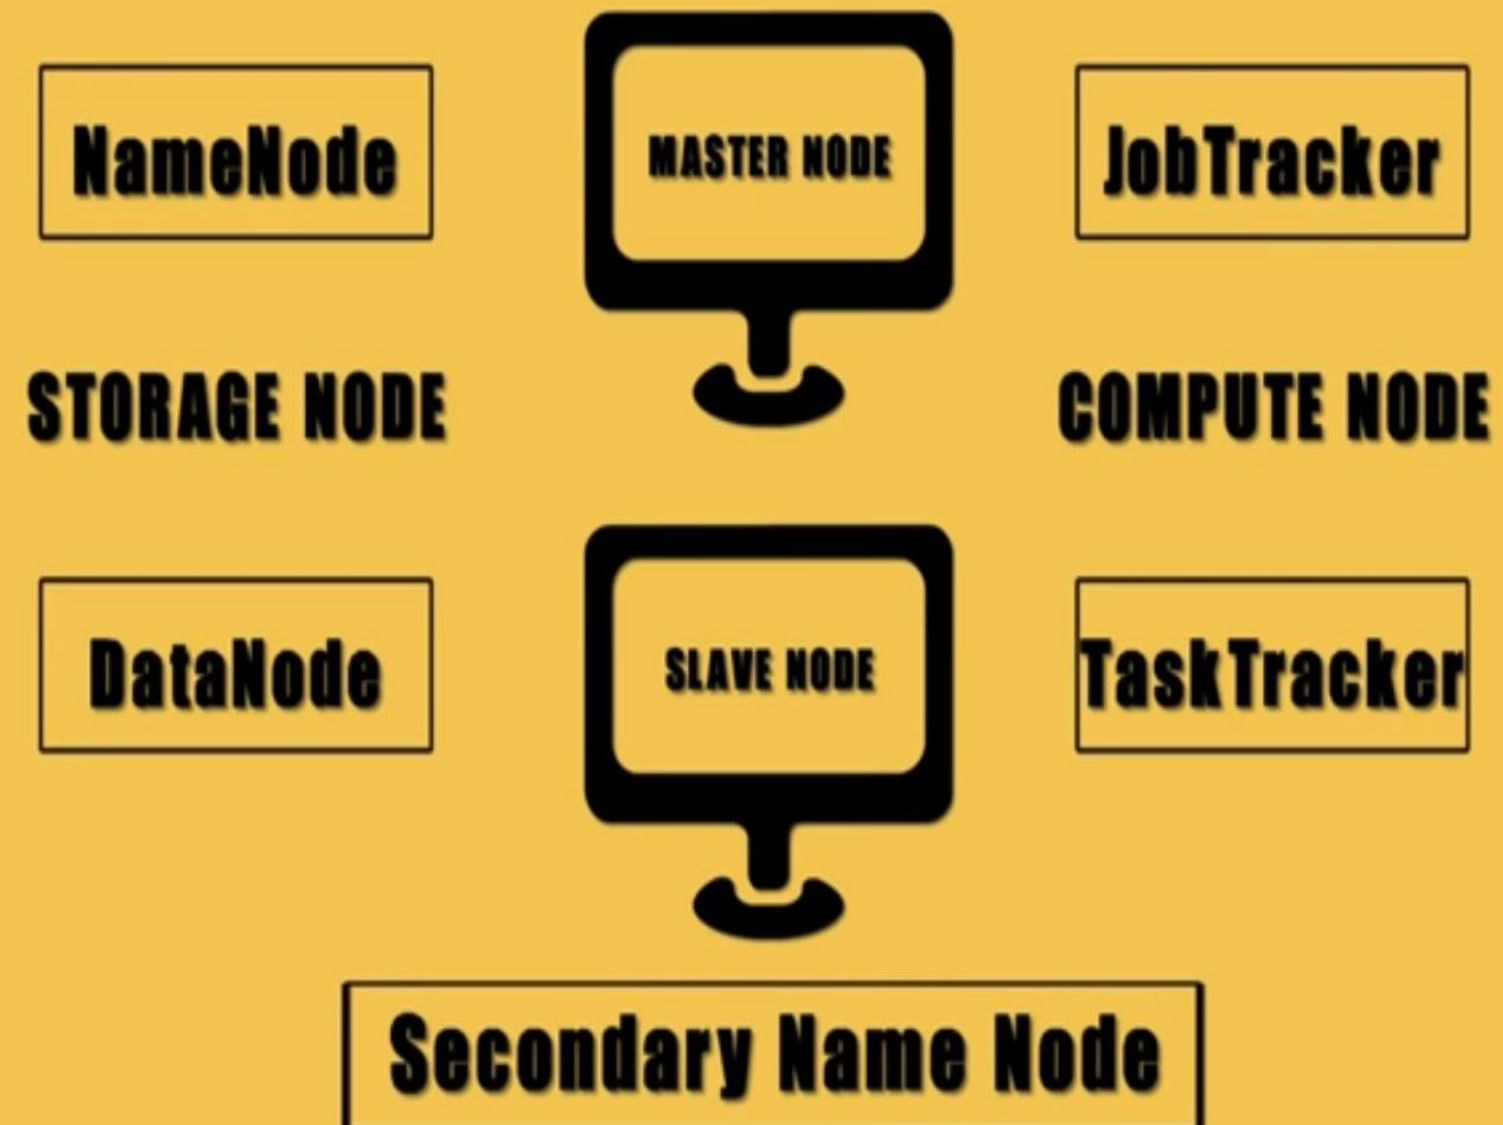 NameNode
MASTER NODE
JobTracker
STORAGE NODE
COMPUTE NODE
DataNode
SLAVE NODE
TaskTracker
Secondary Name Node